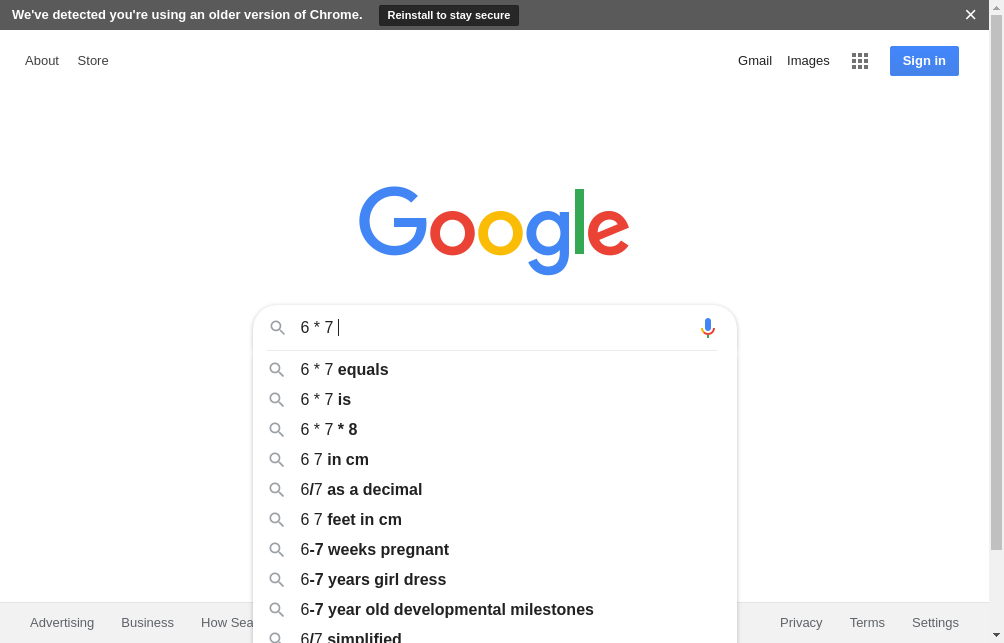 We've detected you're using an older version of Chrome. Reinstall to stay secure
About Store Gmail Images Sign in
Google
6 * 7
6 * 7 equals
6 * 7 is
6 * 7 * 8
6 7 in cm
6/7 as a decimal
6 7 feet in cm
6-7 weeks pregnant
6-7 years girl dress
6-7 year old developmental milestones
6/7 simplified
Advertising Business How Sea Privacy Terms Settings